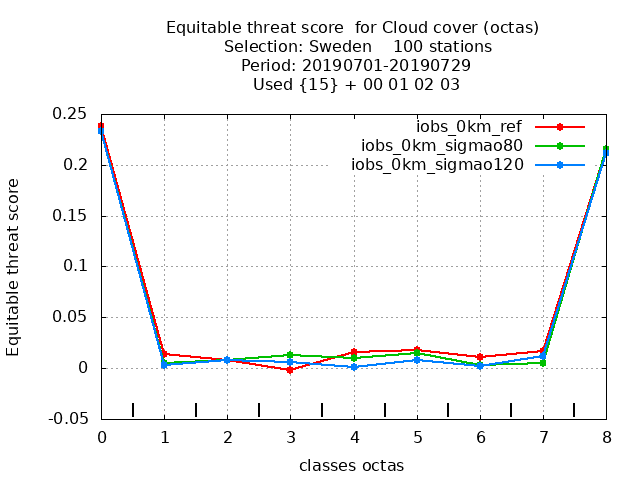 Equitable threat score  for Cloud cover (octas)
Selection: Sweden    100 stations
Period: 20190701-20190729
Used {15} + 00 01 02 03
iobs_0km_ref
iobs_0km_sigmao80
iobs_0km_sigmao120
Equitable threat score
0.25
0.2
0.15
0.1
0.05
0
-0.05
0 1 2 3 4 5 6 7 8
classes octas